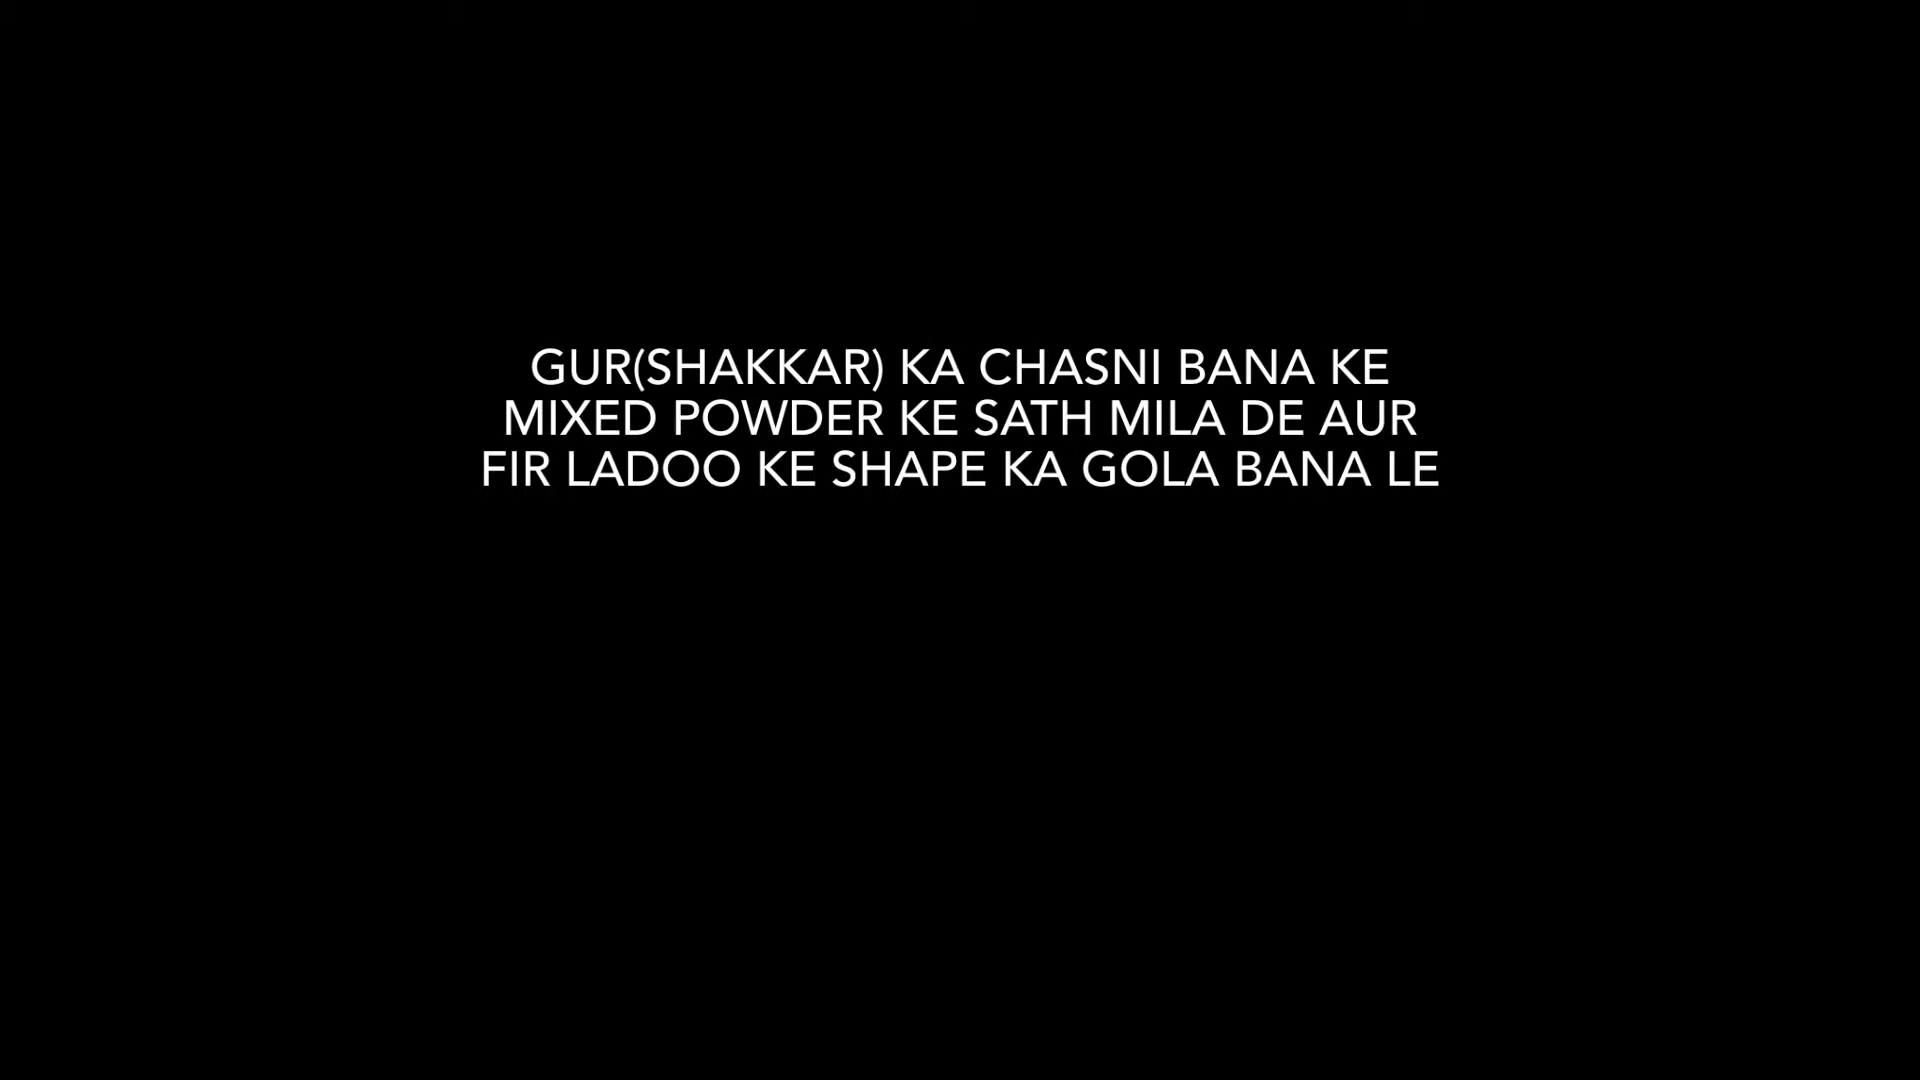 GUR(SHAKKAR) KA CHASNI BANA KE
MIXED POWDER KE SATH MILA DE AUR
FIR LADOO KE SHAPE KA GOLA BANA LE